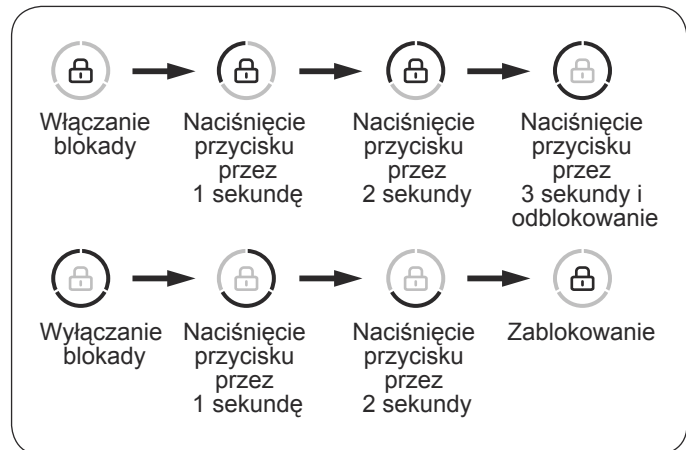 Włączanie
blokady
Naciśnięcie
przycisku
przez
1 sekundę
Naciśnięcie
przycisku
przez
2 sekundy
Naciśnięcie
przycisku
przez
3 sekundy i
odblokowanie
Wyłączanie
blokady
Naciśnięcie
przycisku
przez
1 sekundę
Naciśnięcie
przycisku
przez
2 sekundy
Zablokowanie